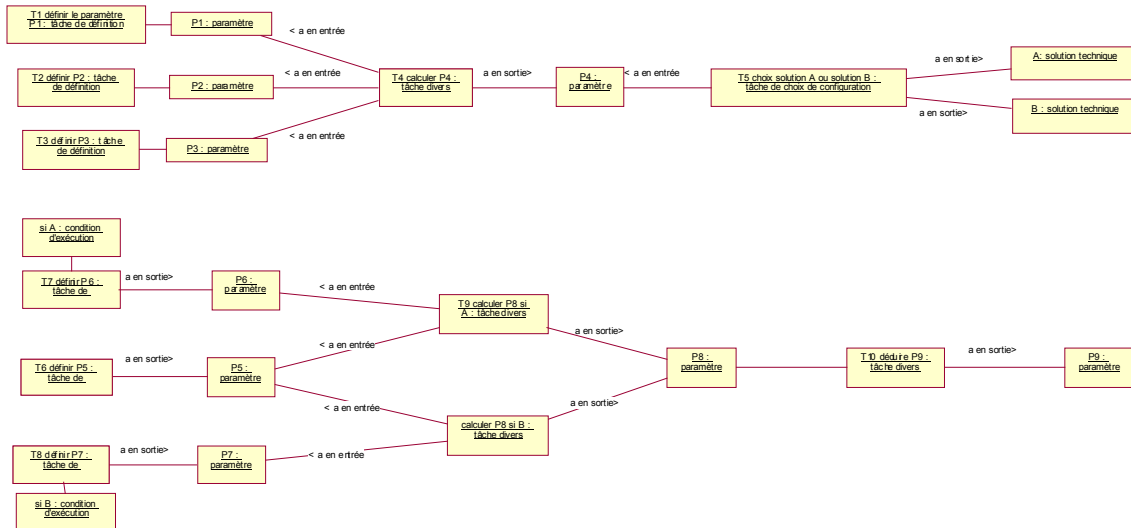 T1 définir le paramètre
P1 : tâche de définition
P1 : paramètre
< a en entrée
T2 définir P2 : tâche
de définition
P2 : paramètre
< a en entrée
T3 définir P3 : tâche
de définition
P3 : paramètre
< a en entrée
T4 calculer P4 :
tâche divers
a en sortie>
P4 :
paramètre
< a en entrée
T5 choix solution A ou solution B :
tâche de choix de configuration
a en sortie>
A: solution technique
a en sortie>
B : solution technique
si A : condition
d'exécution
T7 définir P6 :
tâche de
a en sortie>
P6 :
paramètre
< a en entrée
T9 calculer P8 si
A : tâche divers
a en sortie>
T6 définir P5 :
tâche de
a en sortie>
P5 :
paramètre
< a en entrée
< a en entrée
P8 :
paramètre
T10 déduire P9 :
tâche divers
a en sortie>
P9 :
paramètre
calculer P8 si B :
tâche divers
a en sortie>
T8 définir P7 :
tâche de
a en sortie>
P7 :
paramètre
< a en entrée
si B : condition
d'exécution